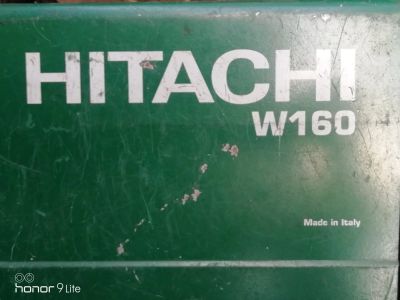 HITACHI
W160
Made in Italy
honor 9 Lite